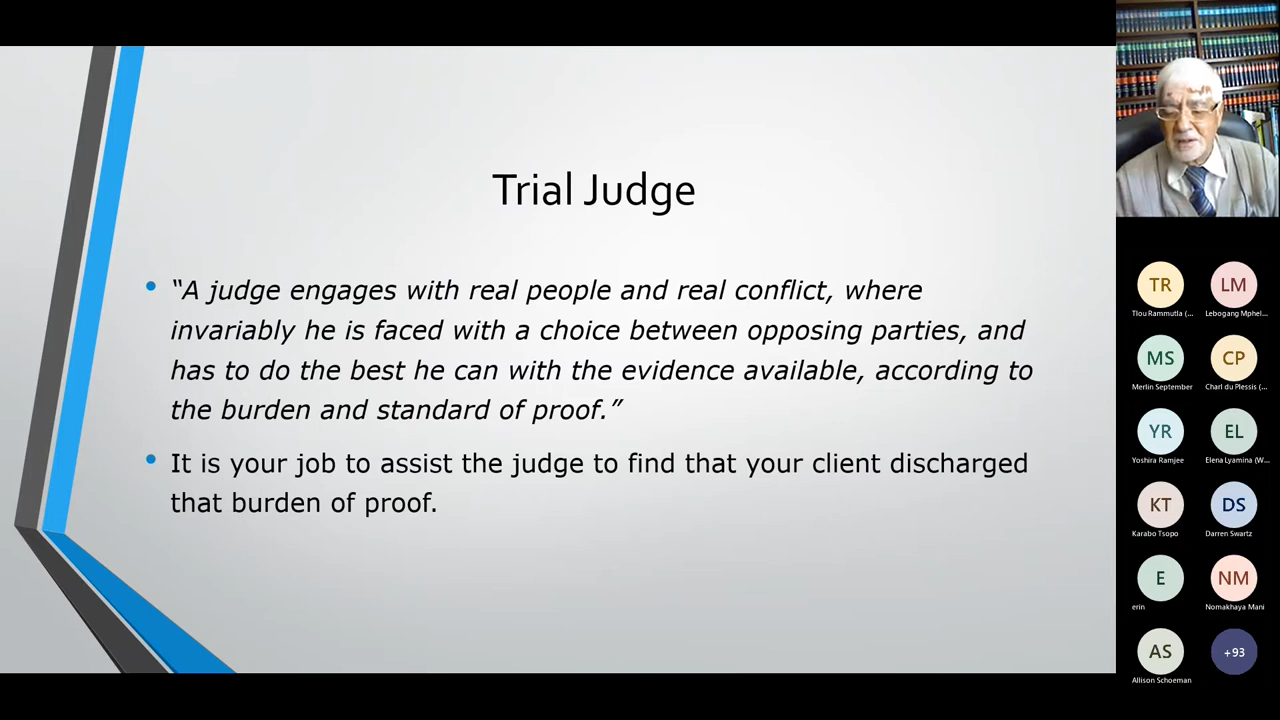 Trial Judge
• “A judge engages with real people and real conflict, where
invariably he is faced with a choice between opposing parties, and
has to do the best he can with the evidence available, according to
the burden and standard of proof.”
• It is your job to assist the judge to find that your client discharged
that burden of proof.
TR
LM
Tlou Rammutla (...
Lebogang Mphel...
MS
CP
Merlin September
Charl du Plessis (...
YR
EL
Yoshira Ramjee
Elena Lyamina (W...
KT
DS
Karabo Tsopo
Darren Swartz
E
NM
erin
Nomakhaya Mani
AS
+93
Allison Schoeman